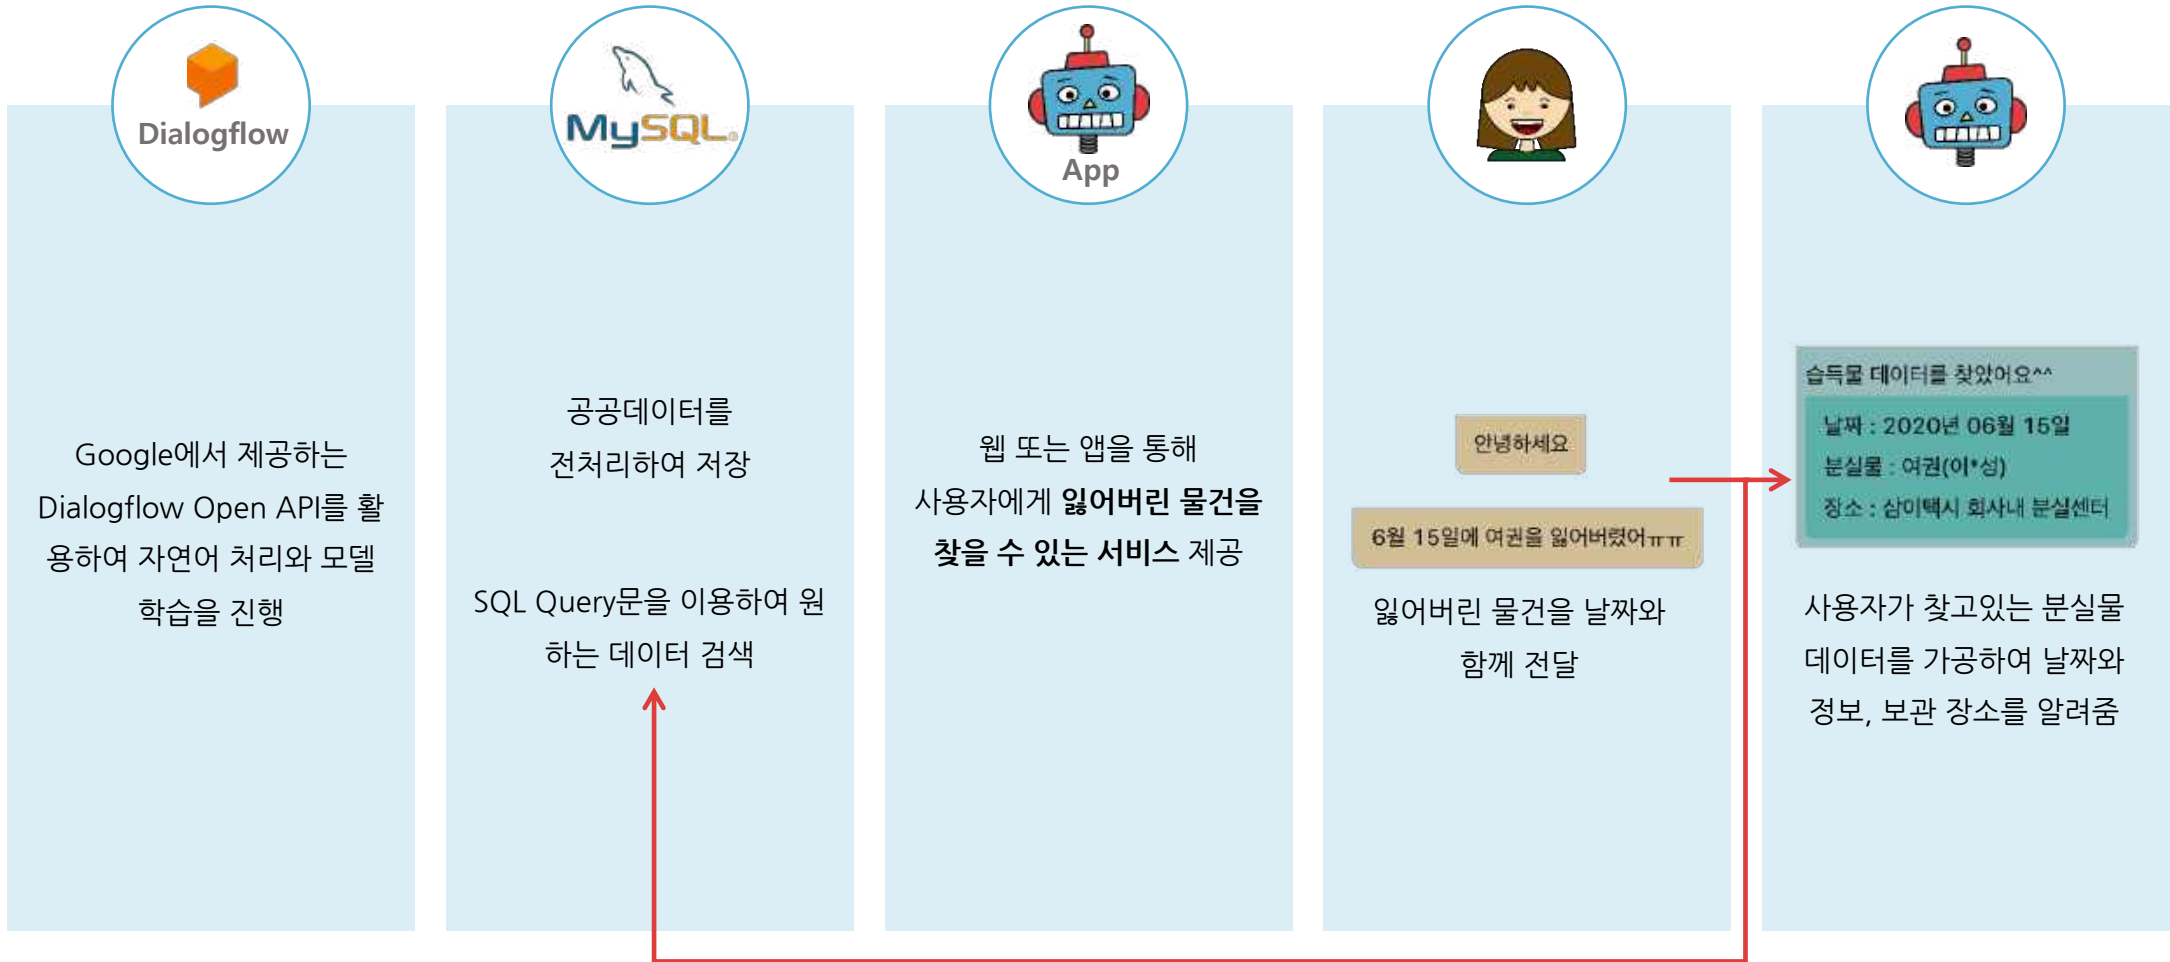 Dialogflow
Google에서 제공하는
Dialogflow Open API를 활
용하여 자연어 처리와 모델
학습을 진행
MySQL
공공데이터를
전처리하여 저장
SQL Query문을 이용하여 원
하는 데이터 검색
App
웹 또는 앱을 통해
사용자에게 잃어버린 물건을
찾을 수 있는 서비스 제공
안녕하세요
6월 15일에 여권을 잃어버렸어ㅠㅠ
잃어버린 물건을 날짜와
함께 전달
습득물 데이터를 찾았어요^^
날짜 : 2020년 06월 15일
분실물 : 여권(이*성)
장소 : 삼이택시 회사내 분실센터
사용자가 찾고있는 분실물
데이터를 가공하여 날짜와
정보, 보관 장소를 알려줌